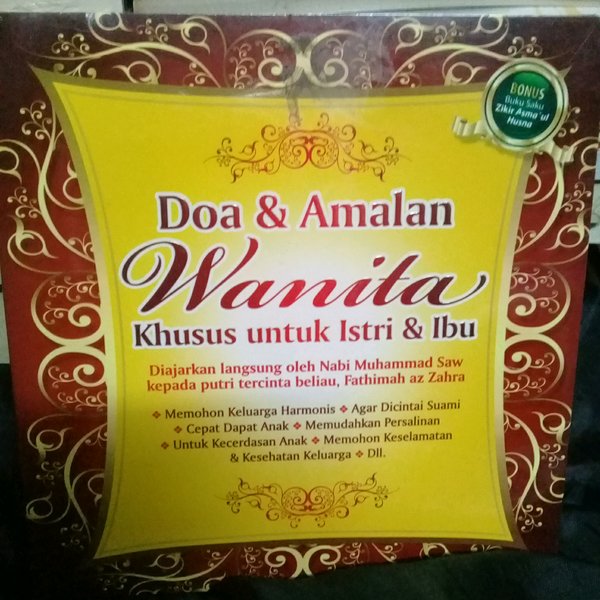 BONUS
Buku Saku
Zikir Asma'ul
Husna
Doa & Amalan
Wanita
Khusus untuk Istri & Ibu
Diajarkan langsung oleh Nabi Muhammad Saw
kepada putri tercinta beliau, Fathimah az Zahra
❖ Memohon Keluarga Harmonis ❖ Agar Dicintai Suami
❖ Cepat Dapat Anak ❖ Memudahkan Persalinan
❖ Untuk Kecerdasan Anak ❖ Memohon Keselamatan
& Kesehatan Keluarga ❖ Dll.